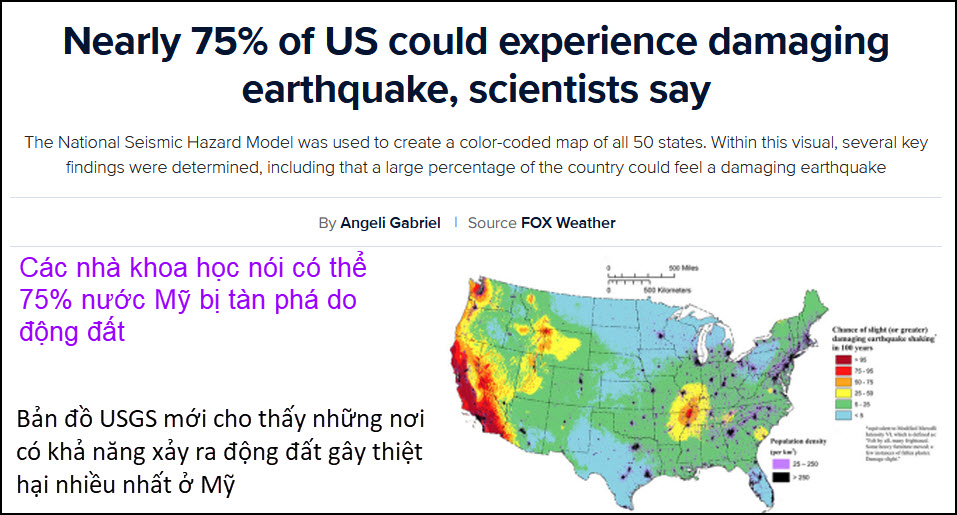 Nearly 75% of US could experience damaging
earthquake, scientists say
The National Seismic Hazard Model was used to create a color-coded map of all 50 states. Within this visual, several key
findings were determined, including that a large percentage of the country could feel a damaging earthquake
By Angeli Gabriel | Source FOX Weather
Các nhà khoa học nói có thể
75% nước Mỹ bị tàn phá do
động đất
Bản đồ USGS mới cho thấy những nơi
có khả năng xảy ra động đất gây thiệt
hại nhiều nhất ở Mỹ
0 500 Miles
0 500 Kilometers
Chance of slight (or greater)
damaging earthquake shaking*
in 100 years
> 95
75 - 95
50 - 75
25 - 50
5 - 25
< 5
*equivalent to Modified Mercalli
Intensity VI, which is defined as:
"Felt by all, many frightened.
Some heavy furniture moved; a
few instances of fallen plaster.
Damage slight."
Population density
(per km²)
25 – 250
> 250